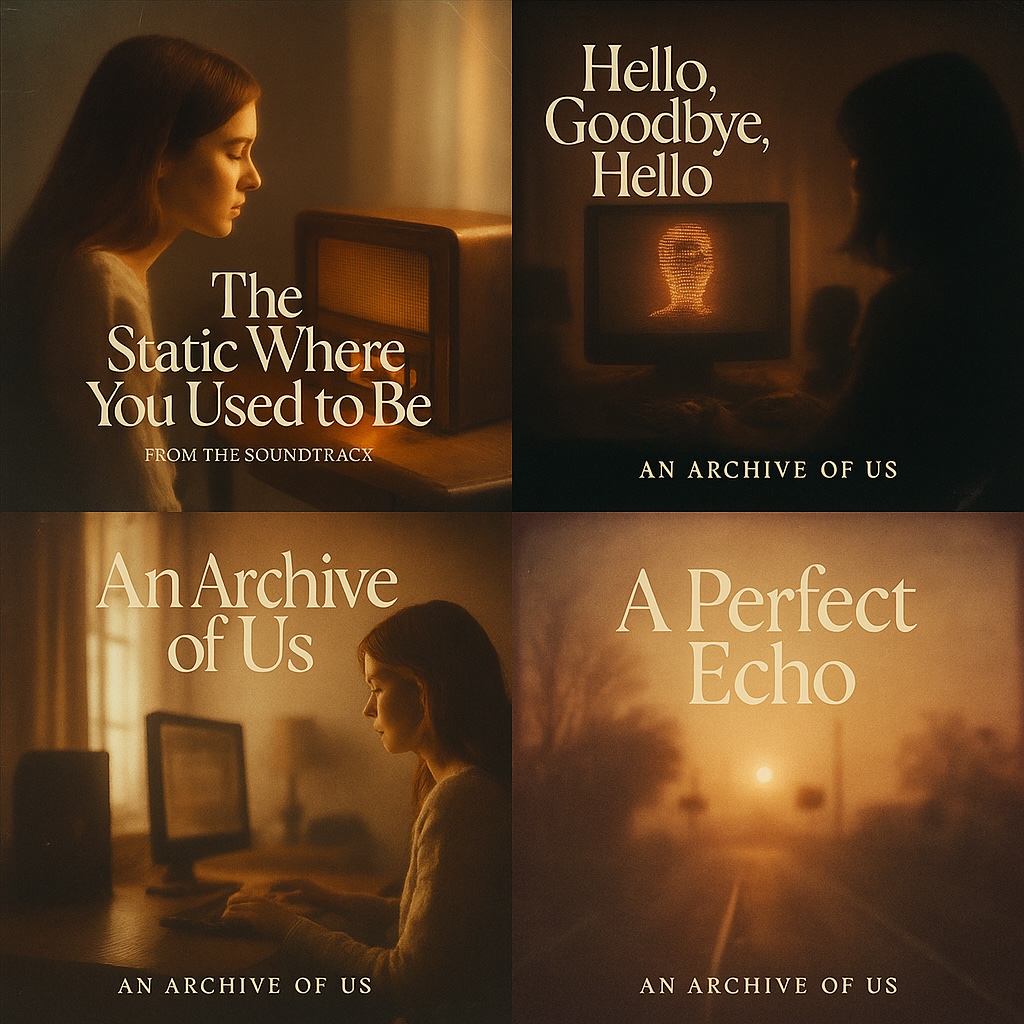 The
Static Where
You Used to Be
FROM THE SOUNDTRACX
Hello,
Goodbye,
Hello
AN ARCHIVE OF US
An Archive
of Us
AN ARCHIVE OF US
A Perfect
Echo
AN ARCHIVE OF US